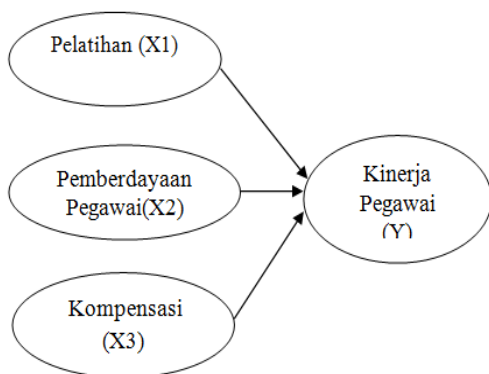 Pelatihan (X1)
Pemberdayaan
Pegawai(X2)
Kompensasi
(X3)
Kinerja
Pegawai
(Y)